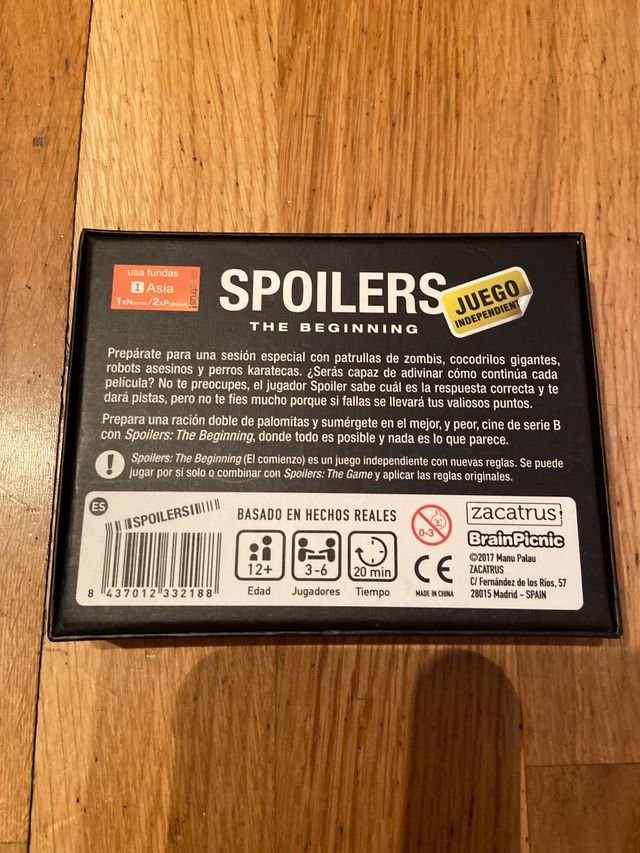 usa fundas
I Asia
1xNormal / 2xPremium
SPOILERS
THE BEGINNING
JUEGO
INDEPENDIENTE
Prepárate para una sesión especial con patrullas de zombis, cocodrilos gigantes,
robots asesinos y perros karatecas. ¿Serás capaz de adivinar cómo continúa cada
película? No te preocupes, el jugador Spoiler sabe cuál es la respuesta correcta y te
dará pistas, pero no te fíes mucho porque si fallas se llevará tus valiosos puntos.
Prepara una ración doble de palomitas y sumérgete en el mejor, y peor, cine de serie B
con Spoilers: The Beginning, donde todo es posible y nada es lo que parece.
! Spoilers: The Beginning (El comienzo) es un juego independiente con nuevas reglas. Se puede
jugar por si solo o combinar con Spoilers: The Game y aplicar las reglas originales.
ES
SPOILERS
8 437012 332188
BASADO EN HECHOS REALES
12+
Edad
3-6
Jugadores
20 min
Tiempo
0-3
CE
MADE IN CHINA
zacatrus!
BrainPicnic
©2017 Manu Palau
ZACATRUS
C/ Fernández de los Ríos, 57
28015 Madrid - SPAIN